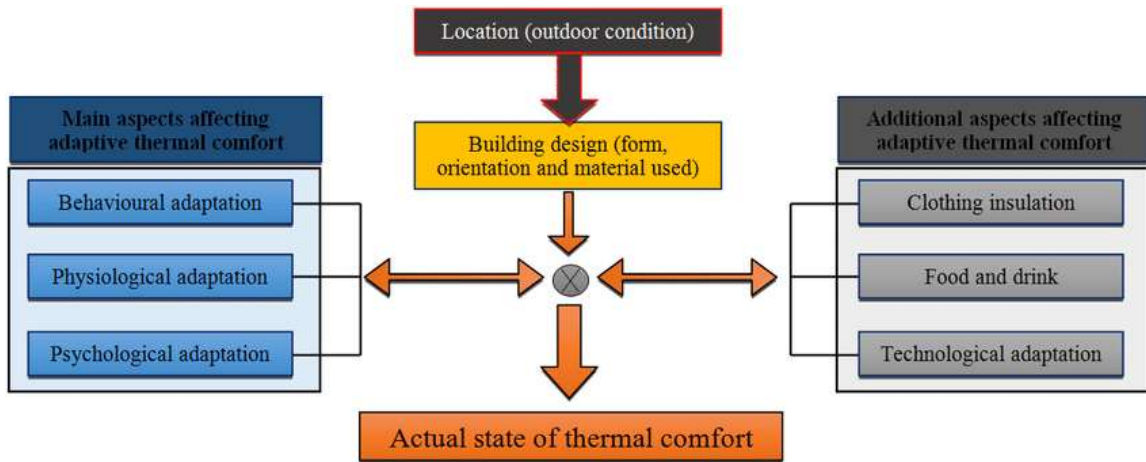 Location (outdoor condition)
Main aspects affecting
adaptive thermal comfort
Behavioural adaptation
Physiological adaptation
Psychological adaptation
Building design (form,
orientation and material used)
Additional aspects affecting
adaptive thermal comfort
Clothing insulation
Food and drink
Technological adaptation
Actual state of thermal comfort